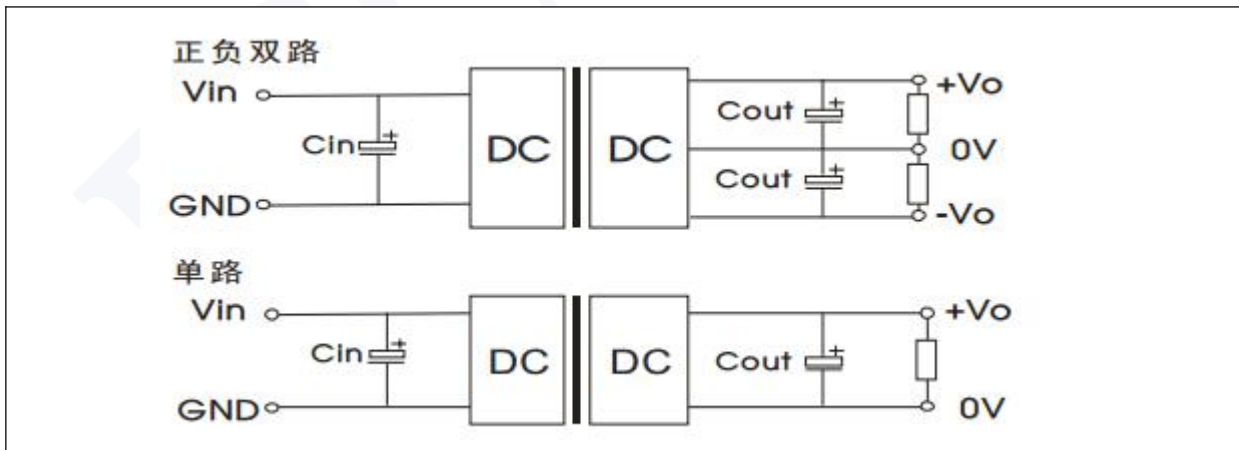 正负双路
Vin
Cin
+
GND
DC
DC
Cout
+
Cout
+
+Vo
0V
-Vo
单路
Vin
Cin
+
GND
DC
DC
Cout
+
+Vo
0V